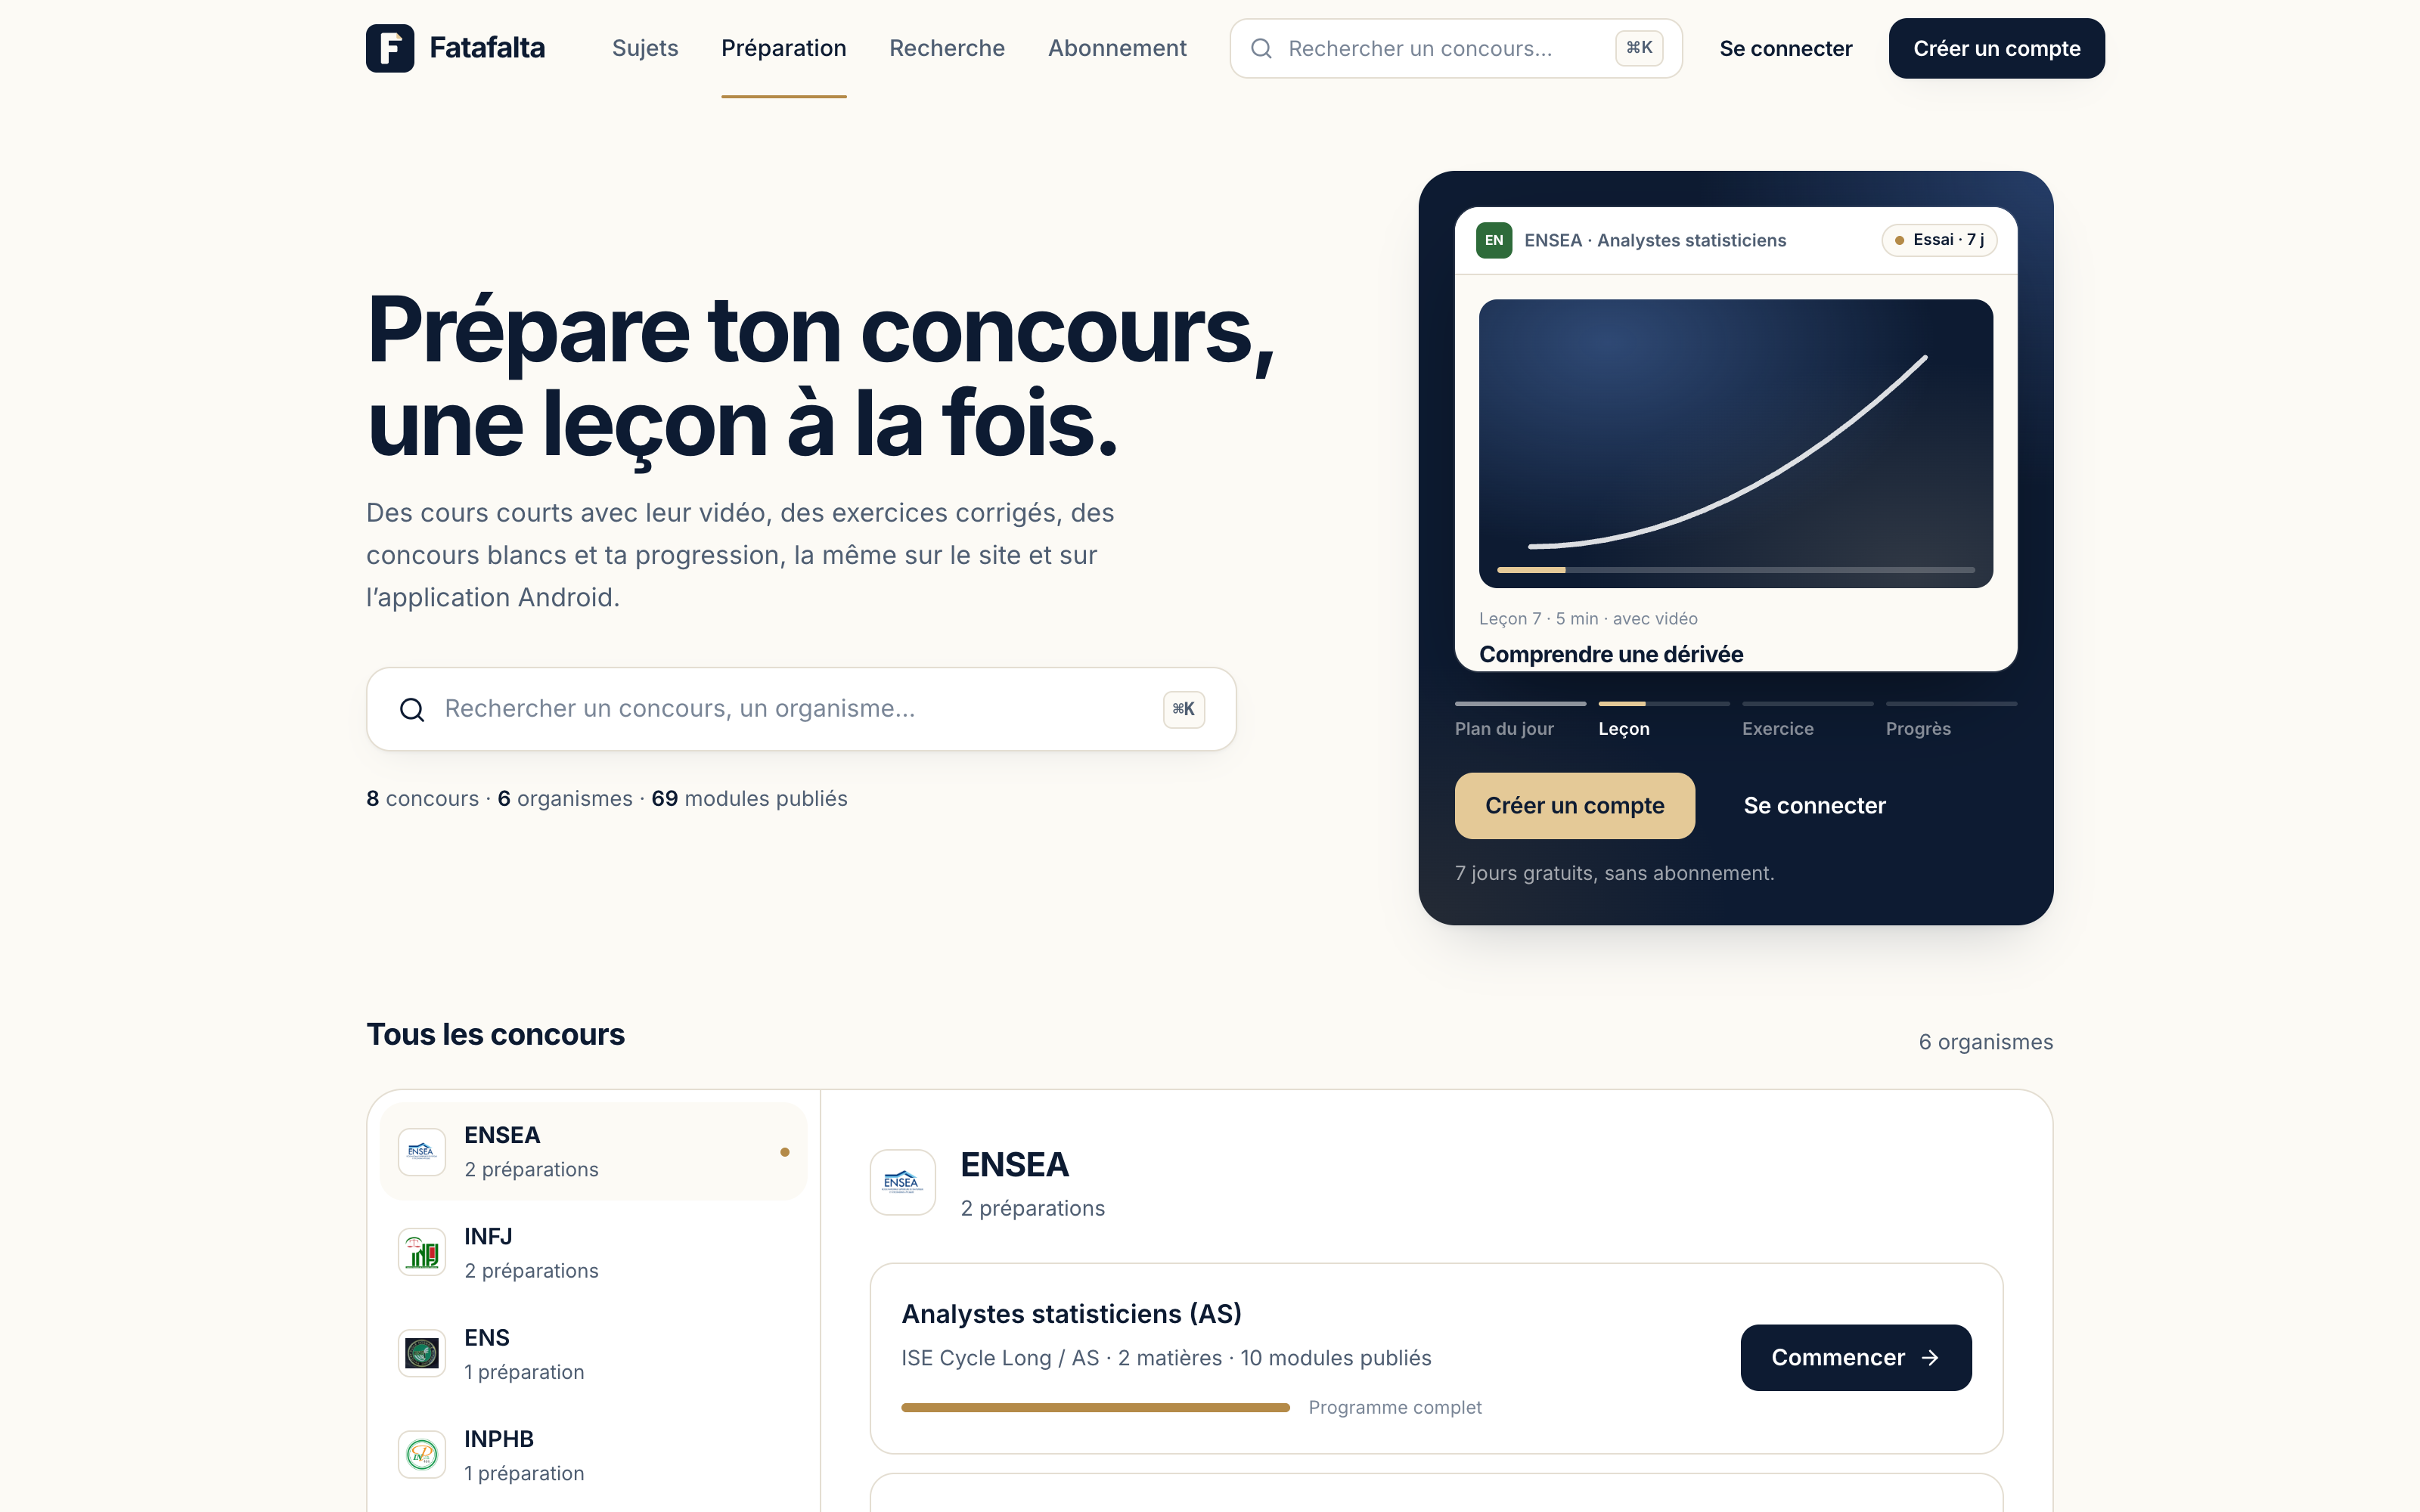 Fatafalta
Sujets
Préparation
Recherche
Abonnement
Rechercher un concours...
⌘K
Se connecter
Créer un compte
Prépare ton concours,
une leçon à la fois.
Des cours courts avec leur vidéo, des exercices corrigés, des
concours blancs et ta progression, la même sur le site et sur
l’application Android.
Rechercher un concours, un organisme...
⌘K
8 concours · 6 organismes · 69 modules publiés
EN
ENSEA · Analystes statisticiens
Essai · 7 j
Leçon 7 · 5 min · avec vidéo
Comprendre une dérivée
Plan du jour
Leçon
Exercice
Progrès
Créer un compte
Se connecter
7 jours gratuits, sans abonnement.
Tous les concours
6 organismes
ENSEA
ENSEA
2 préparations
INFJ
2 préparations
ENS
1 préparation
INPHB
1 préparation
ENSEA
ENSEA
2 préparations
Analystes statisticiens (AS)
ISE Cycle Long / AS · 2 matières · 10 modules publiés
Programme complet
Commencer